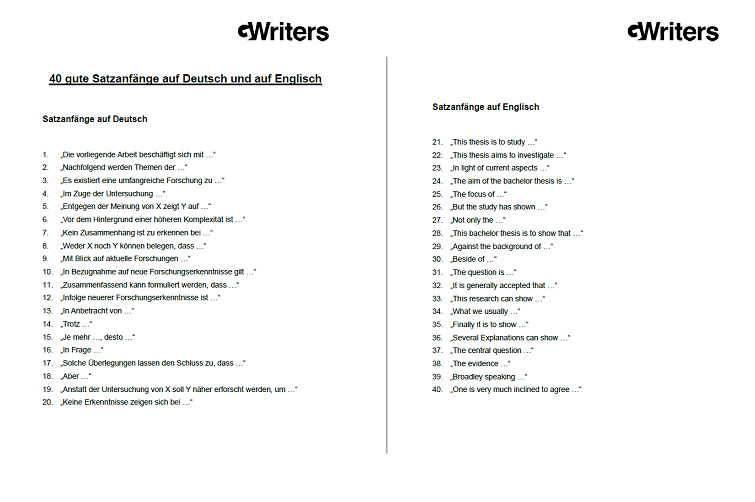 GWriters
40 gute Satzanfänge auf Deutsch und auf Englisch
Satzanfänge auf Deutsch
1. „Die vorliegende Arbeit beschäftigt sich mit …“
2. „Nachfolgend werden Themen der …“
3. „Es existiert eine umfangreiche Forschung zu …“
4. „Im Zuge der Untersuchung …“
5. „Entgegen der Meinung von X zeigt Y auf …“
6. „Vor dem Hintergrund einer höheren Komplexität ist …“
7. „Kein Zusammenhang ist zu erkennen bei …“
8. „Weder X noch Y können belegen, dass …“
9. „Mit Blick auf aktuelle Forschungen …“
10. „In Bezugnahme auf neue Forschungserkenntnisse gilt …“
11. „Zusammenfassend kann formuliert werden, dass …“
12. „Infolge neuerer Forschungserkenntnisse ist …“
13. „In Anbetracht von …“
14. „Trotz …“
15. „Je mehr …, desto …“
16. „In Frage …“
17. „Solche Überlegungen lassen den Schluss zu, dass …“
18. „Aber …“
19. „Anstatt der Untersuchung von X soll Y näher erforscht werden, um …“
20. „Keine Erkenntnisse zeigen sich bei …“
GWriters
Satzanfänge auf Englisch
21. „This thesis is to study …“
22. „This thesis aims to investigate …“
23. „In light of current aspects …“
24. „The aim of the bachelor thesis is …“
25. „The focus of …“
26. „But the study has shown …“
27. „Not only the …“
28. „This bachelor thesis is to show that …“
29. „Against the background of …“
30. „Beside of …“
31. „The question is …“
32. „It is generally accepted that …“
33. „This research can show …“
34. „What we usually …“
35. „Finally it is to show …“
36. „Several Explanations can show …“
37. „The central question …“
38. „The evidence …“
39. „Broadley speaking …“
40. „One is very much inclined to agree …“